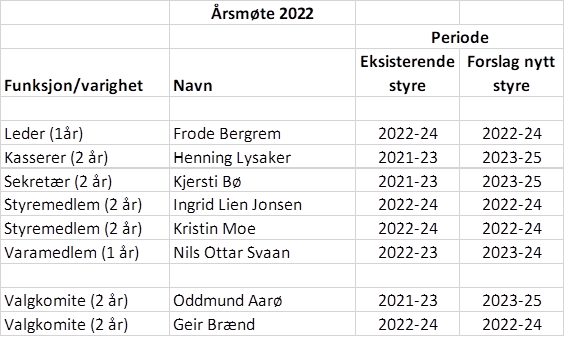 Årsmøte 2022
Periode
Funksjon/varighet Navn Eksisterende styre Forslag nytt styre
Leder (1år) Frode Bergrem 2022-24 2022-24
Kasserer (2 år) Henning Lysaker 2021-23 2023-25
Sekretær (2 år) Kjersti Bø 2021-23 2023-25
Styremedlem (2 år) Ingrid Lien Jonsen 2022-24 2022-24
Styremedlem (2 år) Kristin Moe 2022-24 2022-24
Varamedlem (1 år) Nils Ottar Svaan 2022-23 2023-24
Valgkomite (2 år) Oddmund Aarø 2021-23 2023-25
Valgkomite (2 år) Geir Brænd 2022-24 2022-24